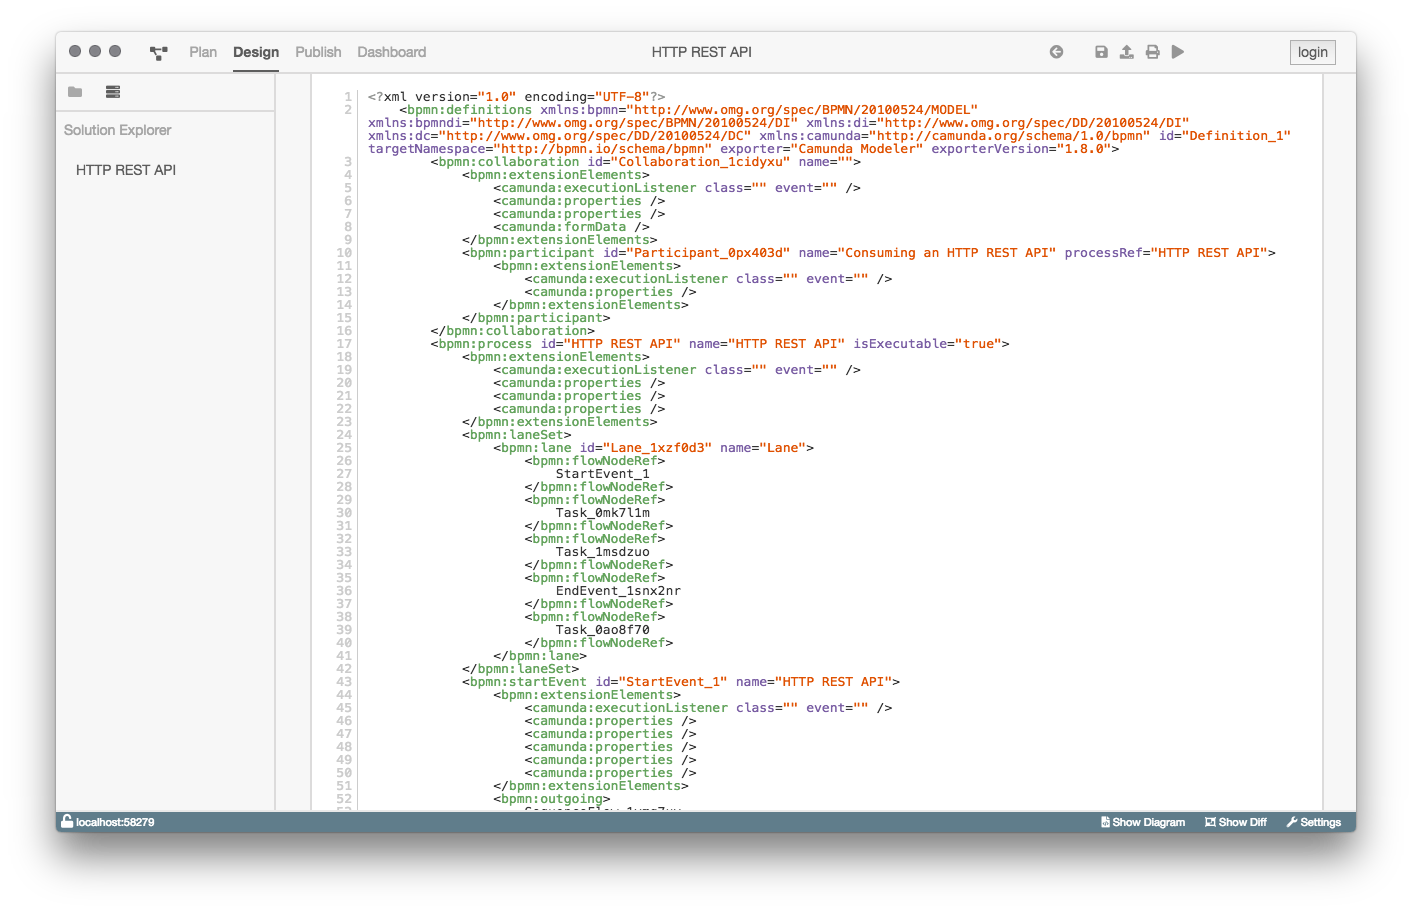 Plan Design Publish Dashboard HTTP REST API login
Solution Explorer
HTTP REST API
1 <?xml version="1.0" encoding="UTF-8"?>
2 <bpmn:definitions xmlns:bpmn="http://www.omg.org/spec/BPMN/20100524/MODEL"
xmlns:bpmndi="http://www.omg.org/spec/BPMN/20100524/DI" xmlns:di="http://www.omg.org/spec/DD/20100524/DI"
xmlns:dc="http://www.omg.org/spec/DD/20100524/DC" xmlns:camunda="http://camunda.org/schema/1.0/bpmn" id="Definition_1"
targetNamespace="http://bpmn.io/schema/bpmn" exporter="Camunda Modeler" exporterVersion="1.8.0">
3 <bpmn:collaboration id="Collaboration_1cidyxu" name="">
4 <bpmn:extensionElements>
5 <camunda:executionListener class="" event="" />
6 <camunda:properties />
7 <camunda:properties />
8 <camunda:formData />
9 </bpmn:extensionElements>
10 <bpmn:participant id="Participant_0px403d" name="Consuming an HTTP REST API" processRef="HTTP REST API">
11 <bpmn:extensionElements>
12 <camunda:executionListener class="" event="" />
13 <camunda:properties />
14 </bpmn:extensionElements>
15 </bpmn:participant>
16 </bpmn:collaboration>
17 <bpmn:process id="HTTP REST API" name="HTTP REST API" isExecutable="true">
18 <bpmn:extensionElements>
19 <camunda:executionListener class="" event="" />
20 <camunda:properties />
21 <camunda:properties />
22 <camunda:properties />
23 </bpmn:extensionElements>
24 <bpmn:laneSet>
25 <bpmn:lane id="Lane_1xzf0d3" name="Lane">
26 <bpmn:flowNodeRef>
27 StartEvent_1
28 </bpmn:flowNodeRef>
29 <bpmn:flowNodeRef>
30 Task_0mk7l1m
31 </bpmn:flowNodeRef>
32 <bpmn:flowNodeRef>
33 Task_1msdzuo
34 </bpmn:flowNodeRef>
35 <bpmn:flowNodeRef>
36 EndEvent_1snx2nr
37 </bpmn:flowNodeRef>
38 <bpmn:flowNodeRef>
39 Task_0ao8f70
40 </bpmn:flowNodeRef>
41 </bpmn:lane>
42 </bpmn:laneSet>
43 <bpmn:startEvent id="StartEvent_1" name="HTTP REST API">
44 <bpmn:extensionElements>
45 <camunda:executionListener class="" event="" />
46 <camunda:properties />
47 <camunda:properties />
48 <camunda:properties />
49 <camunda:properties />
50 <camunda:properties />
51 </bpmn:extensionElements>
52 <bpmn:outgoing>
localhost:58279 Show Diagram Show Diff Settings